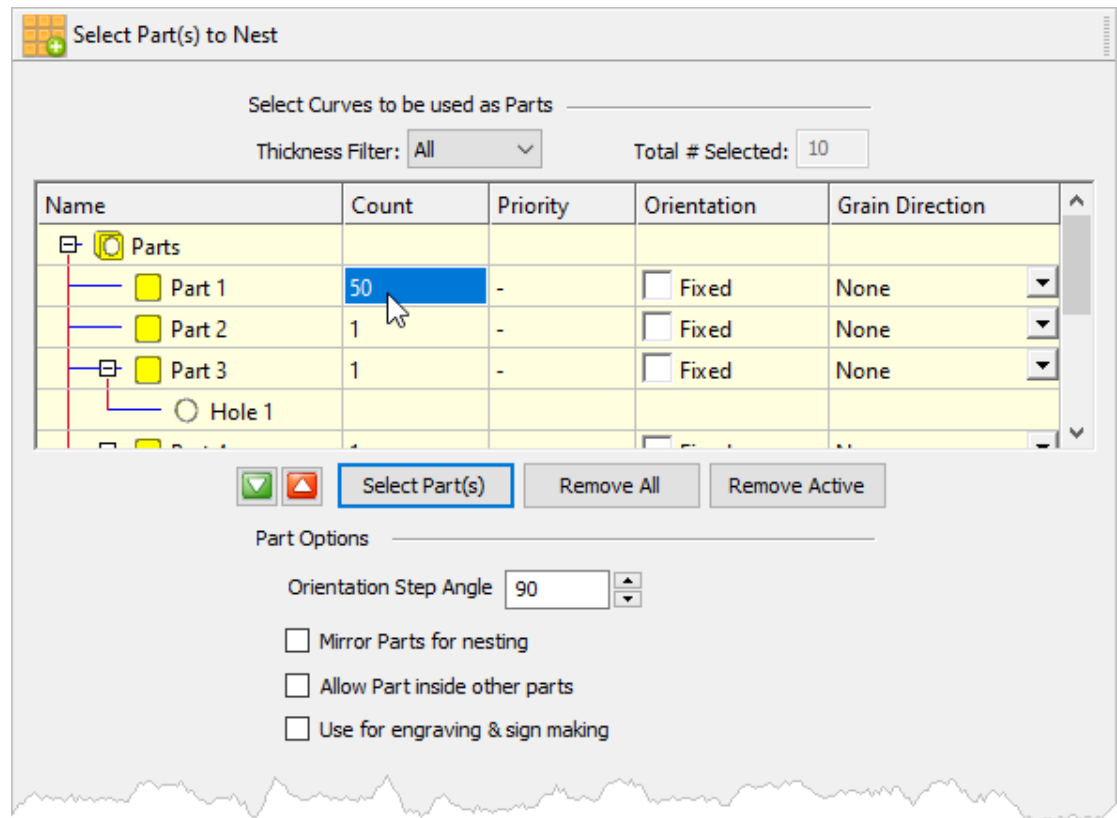 Select Part(s) to Nest
Select Curves to be used as Parts
Thickness Filter: All Total # Selected: 10
Name Count Priority Orientation Grain Direction
Parts
Part 1 50 - Fixed None
Part 2 1 - Fixed None
Part 3 1 - Fixed None
Hole 1
Select Part(s) Remove All Remove Active
Part Options
Orientation Step Angle 90
Mirror Parts for nesting
Allow Part inside other parts
Use for engraving & sign making